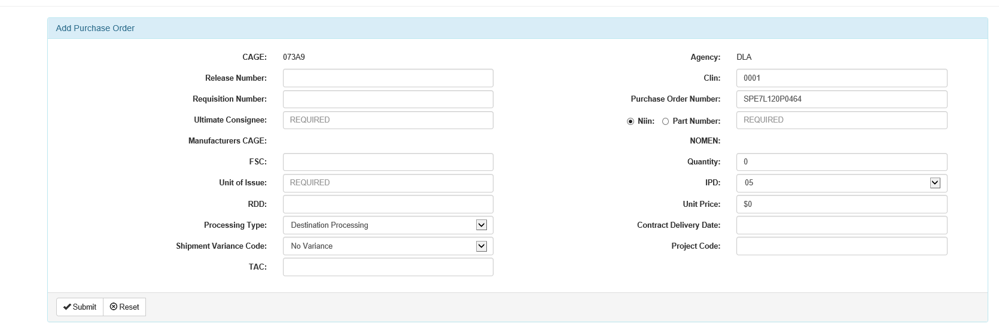 Add Purchase Order
CAGE: 073A9 Agency: DLA
Release Number: Clin: 0001
Requisition Number: Purchase Order Number: SPE7L120P0464
Ultimate Consignee: REQUIRED Niin: Part Number: REQUIRED
Manufacturers CAGE: NOMEN:
FSC: Quantity: 0
Unit of Issue: REQUIRED IPD: 05
RDD: Unit Price: $0
Processing Type: Destination Processing Contract Delivery Date:
Shipment Variance Code: No Variance Project Code:
TAC:
Submit Reset